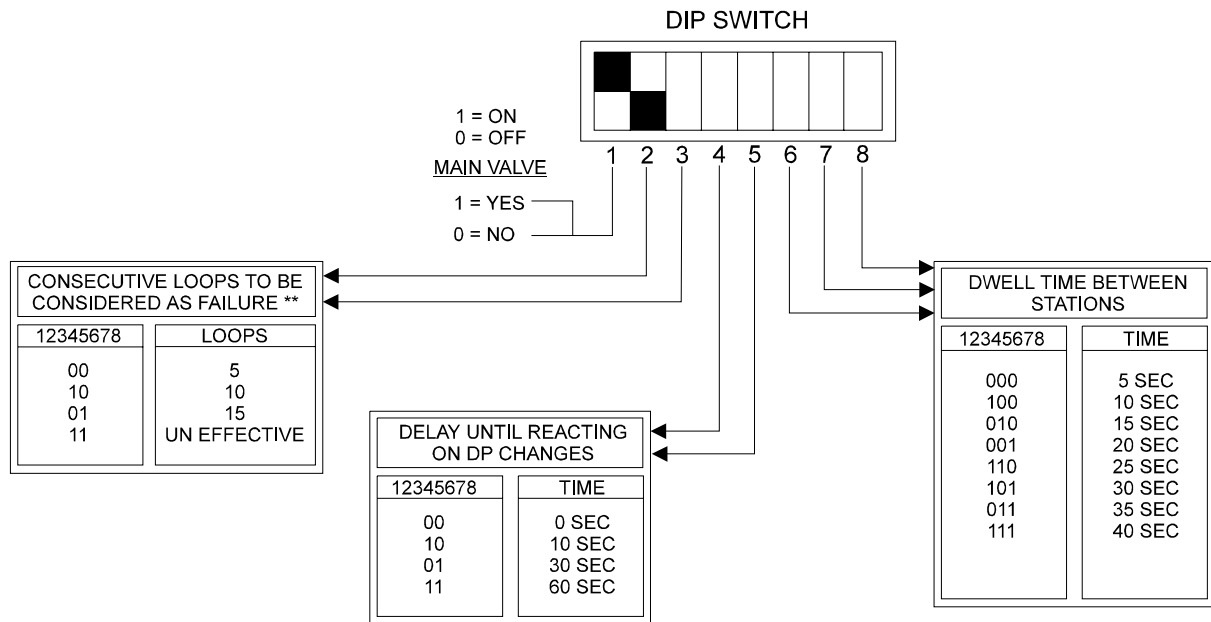 DIP SWITCH
1 = ON
0 = OFF
1 2 3 4 5 6 7 8
MAIN VALVE
1 = YES
0 = NO
CONSECUTIVE LOOPS TO BE
CONSIDERED AS FAILURE **
12345678 LOOPS
00 5
10 10
01 15
11 UN EFFECTIVE
DELAY UNTIL REACTING
ON DP CHANGES
12345678 TIME
00 0 SEC
10 10 SEC
01 30 SEC
11 60 SEC
DWELL TIME BETWEEN
STATIONS
12345678 TIME
000 5 SEC
100 10 SEC
010 15 SEC
001 20 SEC
110 25 SEC
101 30 SEC
011 35 SEC
111 40 SEC